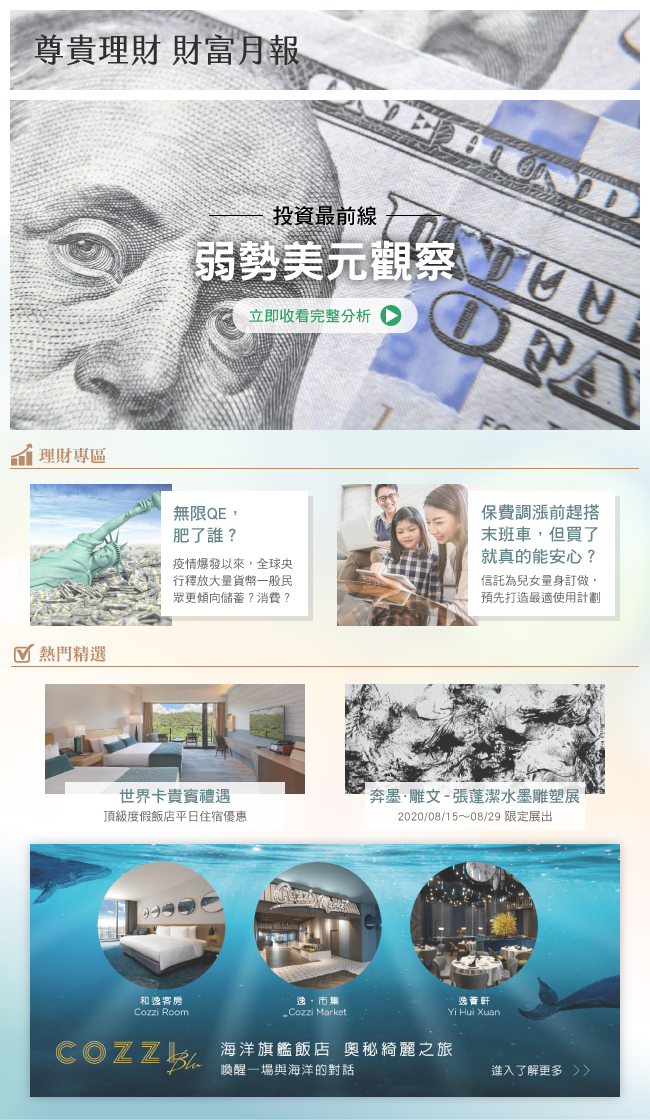 尊貴理財 財富月報
投資最前線
弱勢美元觀察
立即收看完整分析
理財專區
無限QE，
肥了誰？
疫情爆發以來，全球央
行釋放大量貨幣一般民
眾更傾向儲蓄？消費？
保費調漲前趕搭
末班車，但買了
就真的能安心？
信託為兒女量身訂做，
預先打造最適使用計劃
熱門精選
世界卡貴賓禮遇
頂級度假飯店平日住宿優惠
奔墨·雕文-張蓬潔水墨雕塑展
2020/08/15～08/29 限定展出
和逸客房
Cozzi Room
逸·市集
_Cozzi Market
逸薈軒
Yi Hui Xuan
COZZI Blu
海洋旗艦飯店 奧秘綺麗之旅
喚醒一場與海洋的對話
進入了解更多